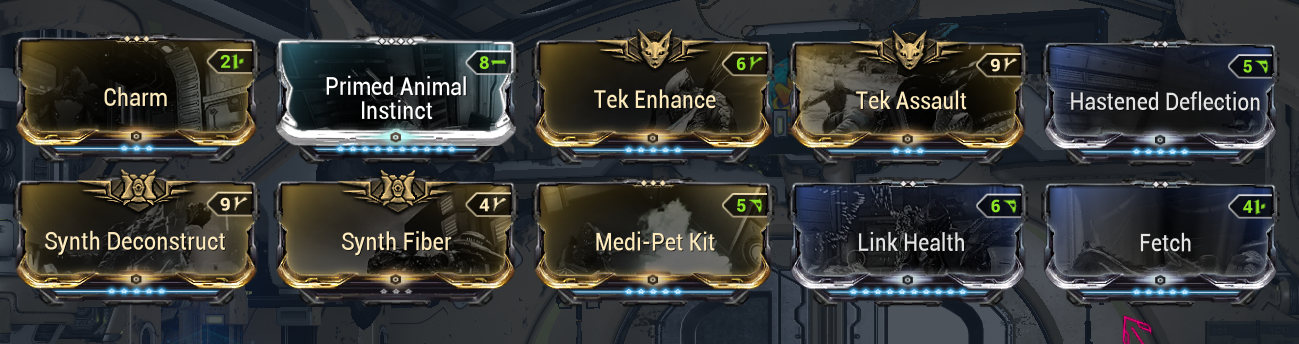 21
8
6
9
5
Charm
Primed Animal
Instinct
Tek Enhance
Tek Assault
Hastened Deflection
9
4
5
6
4
Synth Deconstruct
Synth Fiber
Medi-Pet Kit
Link Health
Fetch